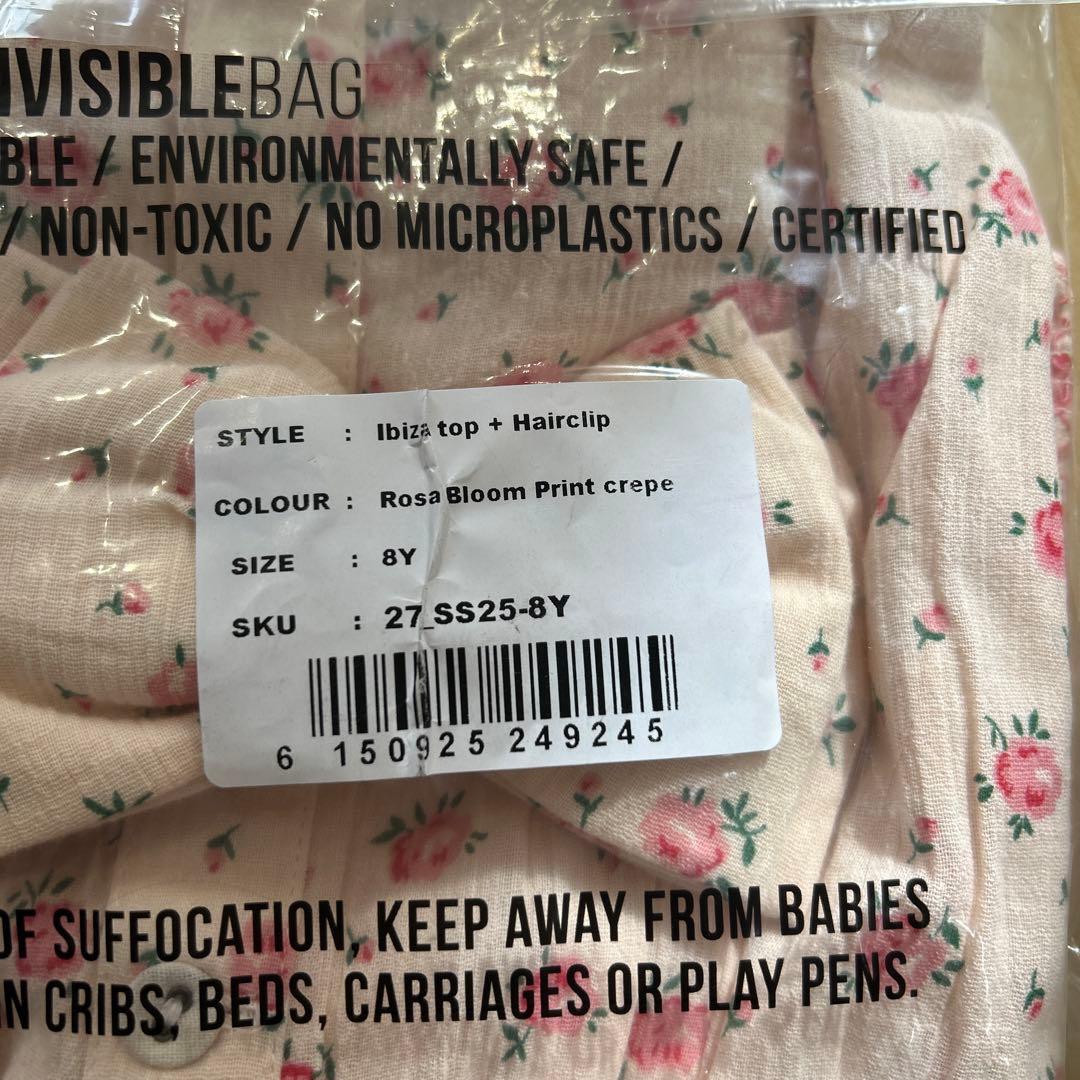 NVISIBLEBAG
BLE / ENVIRONMENTALLY SAFE /
/ NON-TOXIC / NO MICROPLASTICS / CERTIFIED
STYLE : Ibiza top + Hairclip
COLOUR : Rosa Bloom Print crepe
SIZE : 8Y
SKU : 27_SS25-8Y
6 150925 249245
OF SUFFOCATION, KEEP AWAY FROM BABIES
IN CRIBS, BEDS, CARRIAGES OR PLAY PENS.